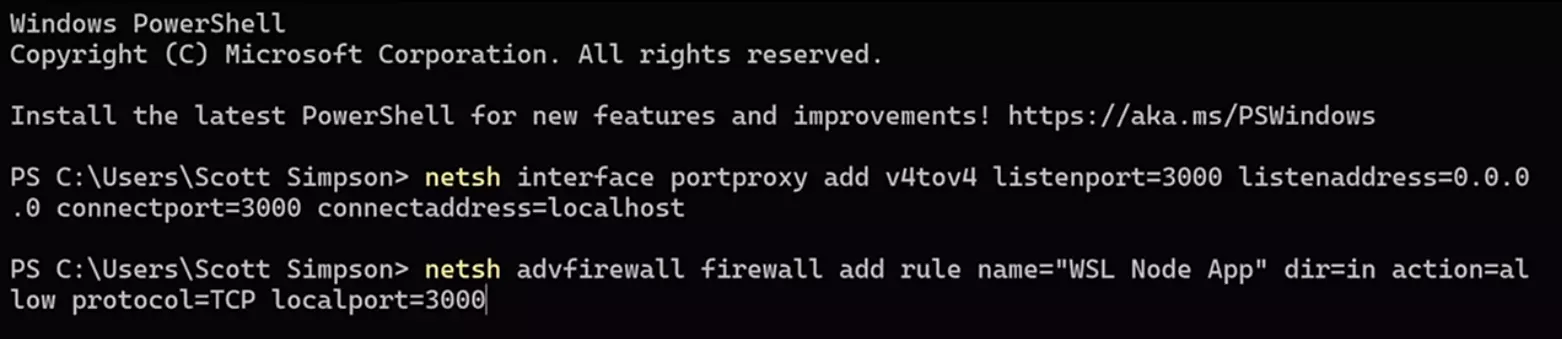 Windows PowerShell
Copyright (C) Microsoft Corporation. All rights reserved.
Install the latest PowerShell for new features and improvements! https://aka.ms/PSWindows
PS C:\Users\Scott Simpson> netsh interface portproxy add v4tov4 listenport=3000 listenaddress=0.0.0
.0 connectport=3000 connectaddress=localhost
PS C:\Users\Scott Simpson> netsh advfirewall firewall add rule name="WSL Node App" dir=in action=al
low protocol=TCP localport=3000